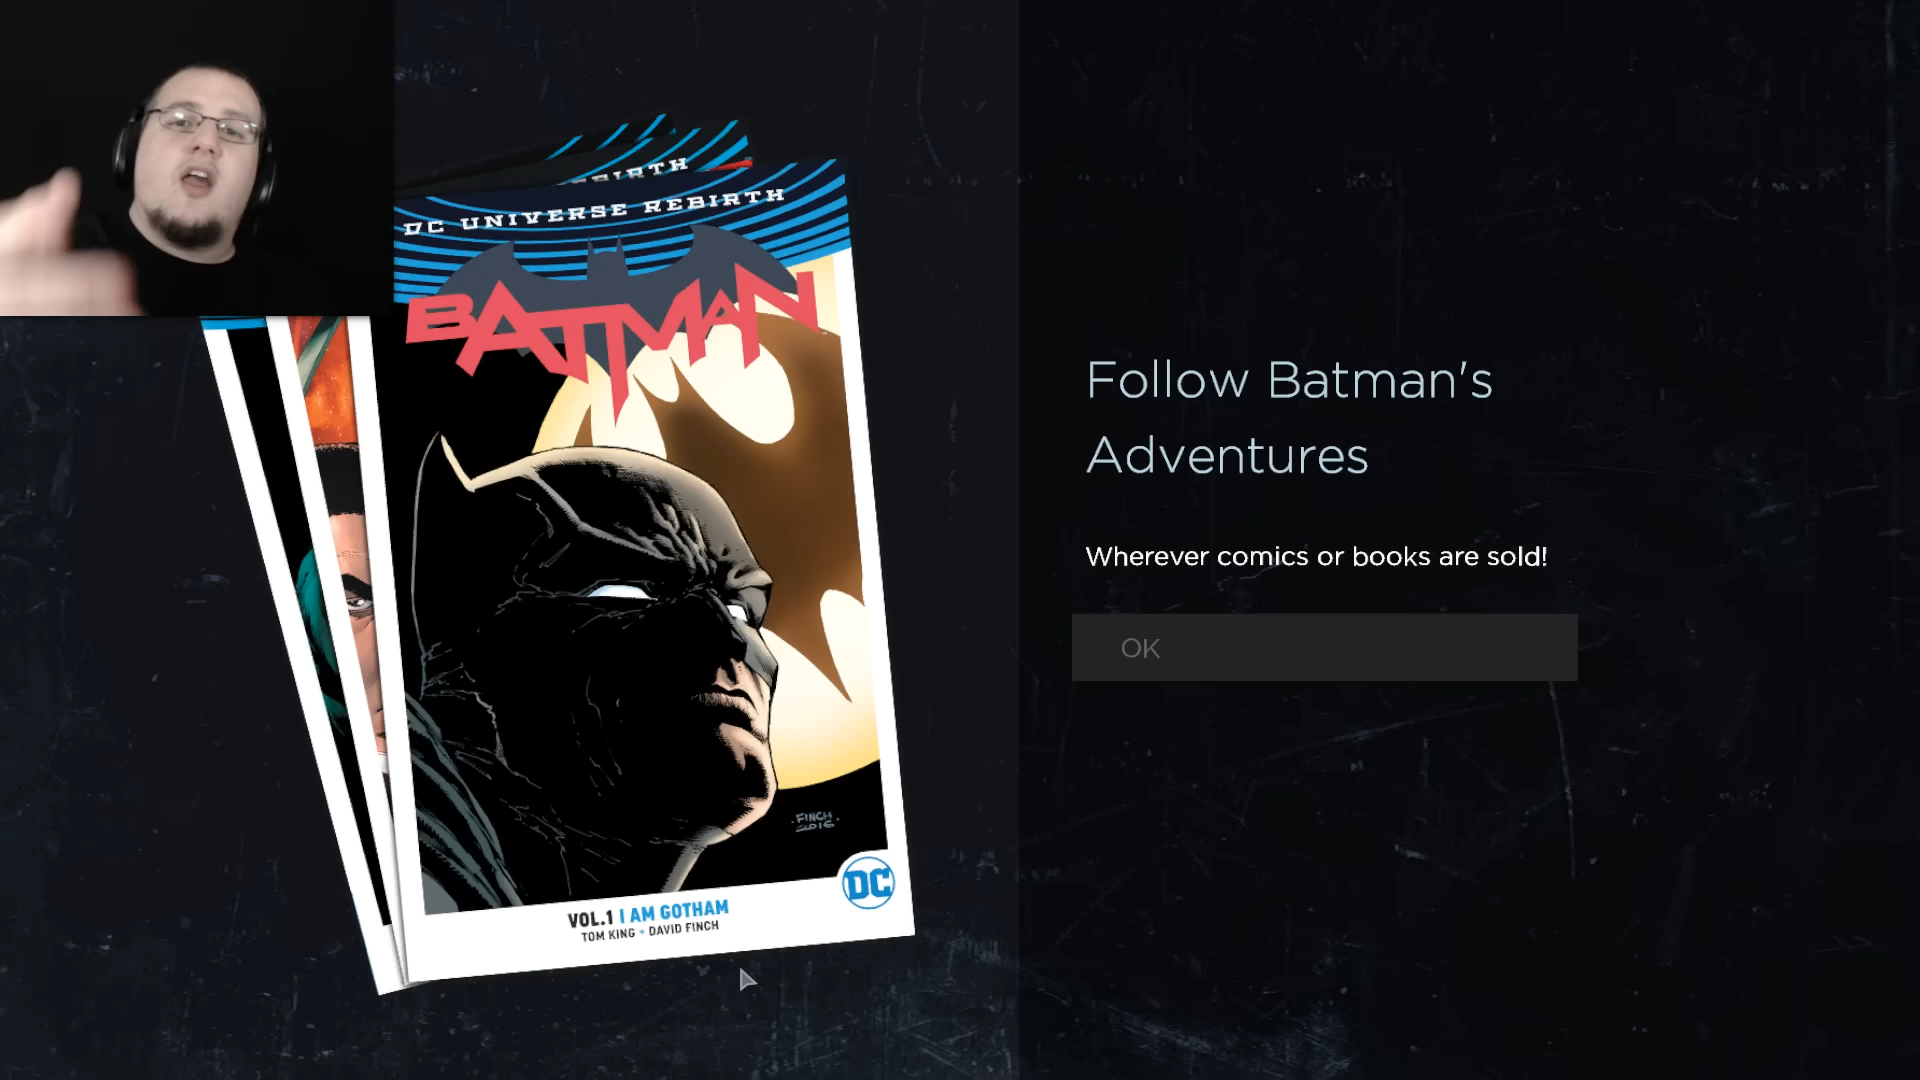 REBIRTH
DC UNIVERSE REBIRTH
BATMAN
FINCH
2016
VOL.1 I AM GOTHAM
TOM KING • DAVID FINCH
DC
Follow Batman's
Adventures
Wherever comics or books are sold!
OK